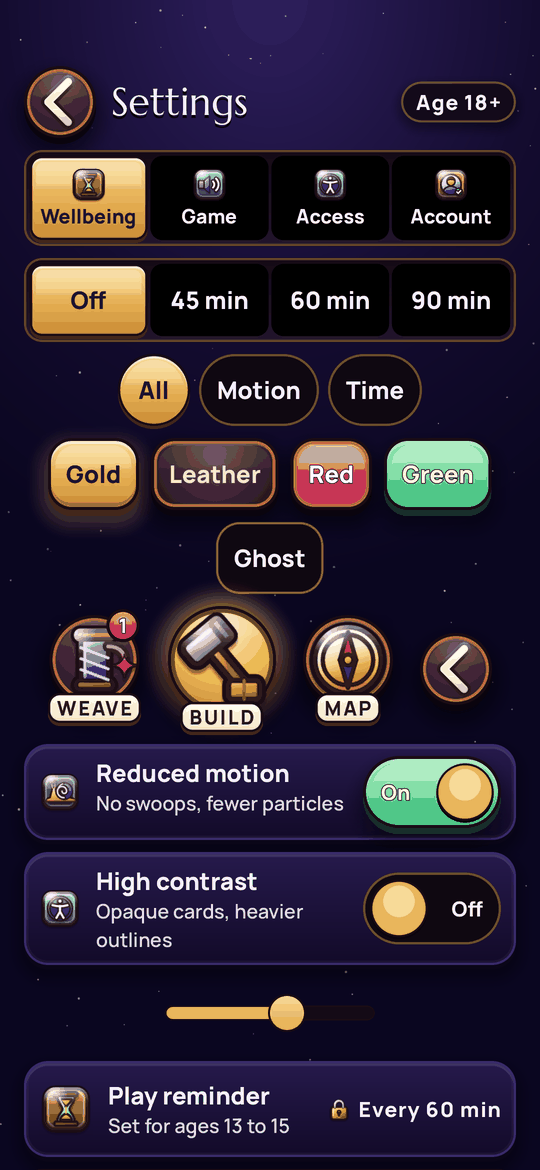 Settings
Age 18+
Wellbeing Game Access Account
Off 45 min 60 min 90 min
All Motion Time
Gold Leather Red Green
Ghost
1
WEAVE BUILD MAP
Reduced motion
No swoops, fewer particles
On
High contrast
Opaque cards, heavier
outlines
Off
Play reminder
Set for ages 13 to 15
Every 60 min